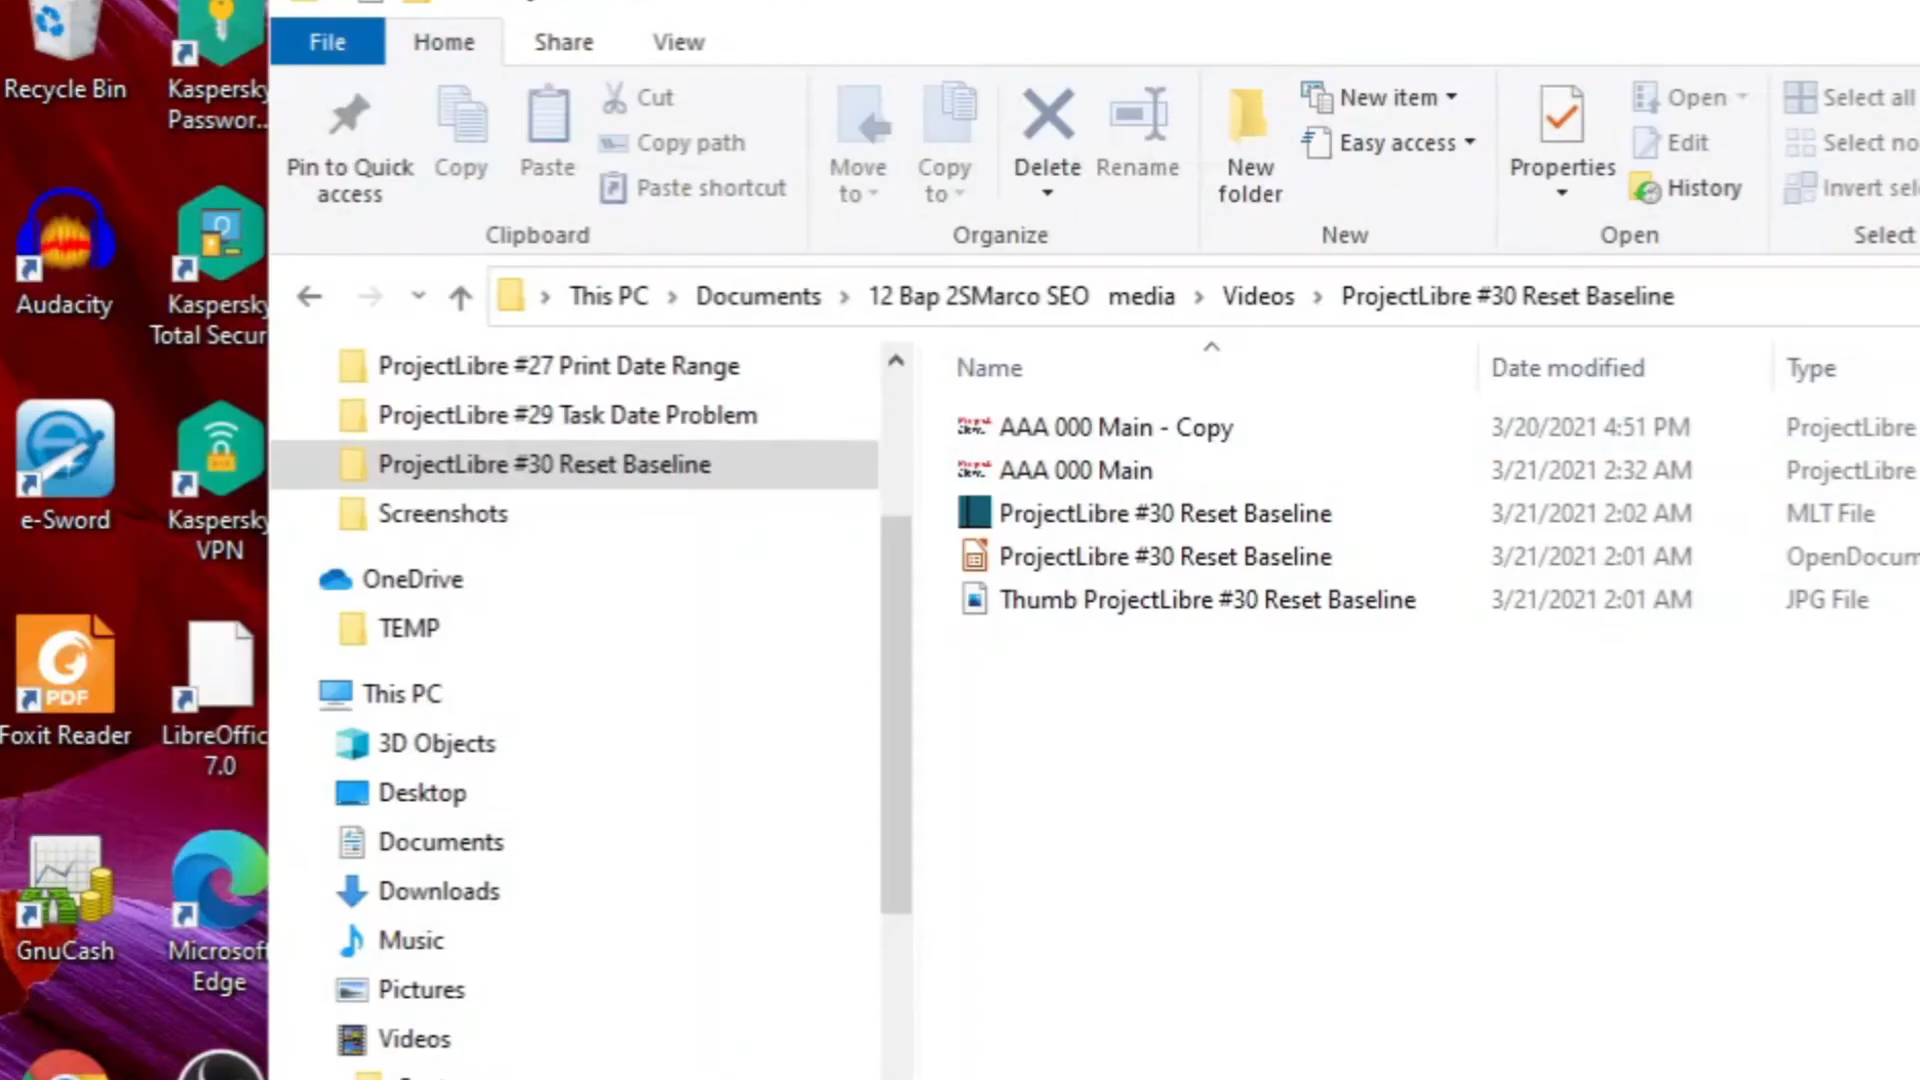 Recycle Bin
Kaspersky
Passwor...
Audacity
Kaspersky
Total Secur
e-Sword
Kaspersky
VPN
PDF
Foxit Reader
LibreOffic
7.0
GnuCash
Microsoft
Edge
File
Home
Share
View
Pin to Quick
access
Copy
Paste
Cut
Copy path
Paste shortcut
Clipboard
Move
to
Copy
to
Delete
Rename
Organize
New
folder
New item
Easy access
New
Properties
Open
Edit
History
Open
Select all
Select no
Invert sele
Select
This PC > Documents > 12 Bap 2SMarco SEO media > Videos > ProjectLibre #30 Reset Baseline
ProjectLibre #27 Print Date Range
ProjectLibre #29 Task Date Problem
ProjectLibre #30 Reset Baseline
Screenshots
OneDrive
TEMP
This PC
3D Objects
Desktop
Documents
Downloads
Music
Pictures
Videos
Name Date modified Type
AAA 000 Main - Copy 3/20/2021 4:51 PM ProjectLibre
AAA 000 Main 3/21/2021 2:32 AM ProjectLibre
ProjectLibre #30 Reset Baseline 3/21/2021 2:02 AM MLT File
ProjectLibre #30 Reset Baseline 3/21/2021 2:01 AM OpenDocum
Thumb ProjectLibre #30 Reset Baseline 3/21/2021 2:01 AM JPG File